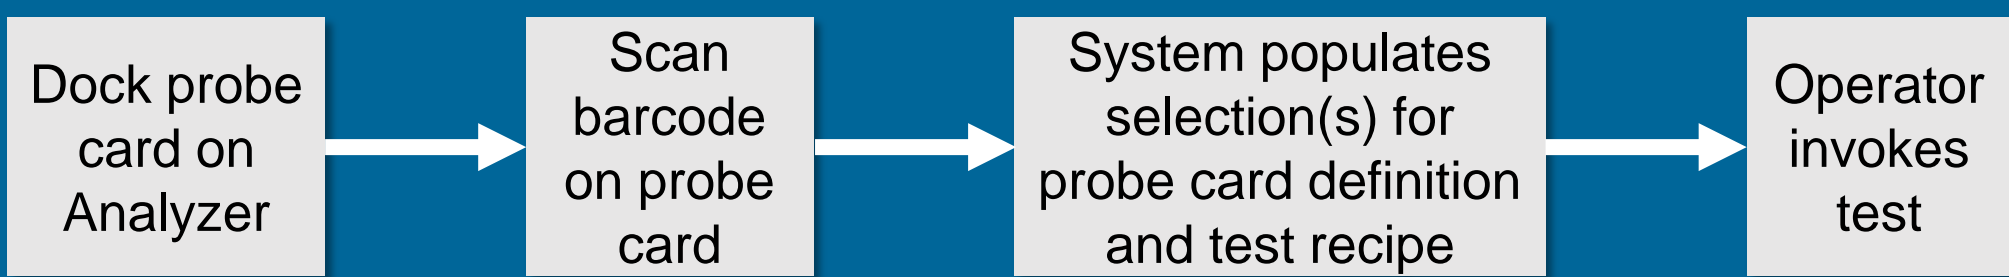 Dock probe
card on
Analyzer
Scan
barcode
on probe
card
System populates
selection(s) for
probe card definition
and test recipe
Operator
invokes
test